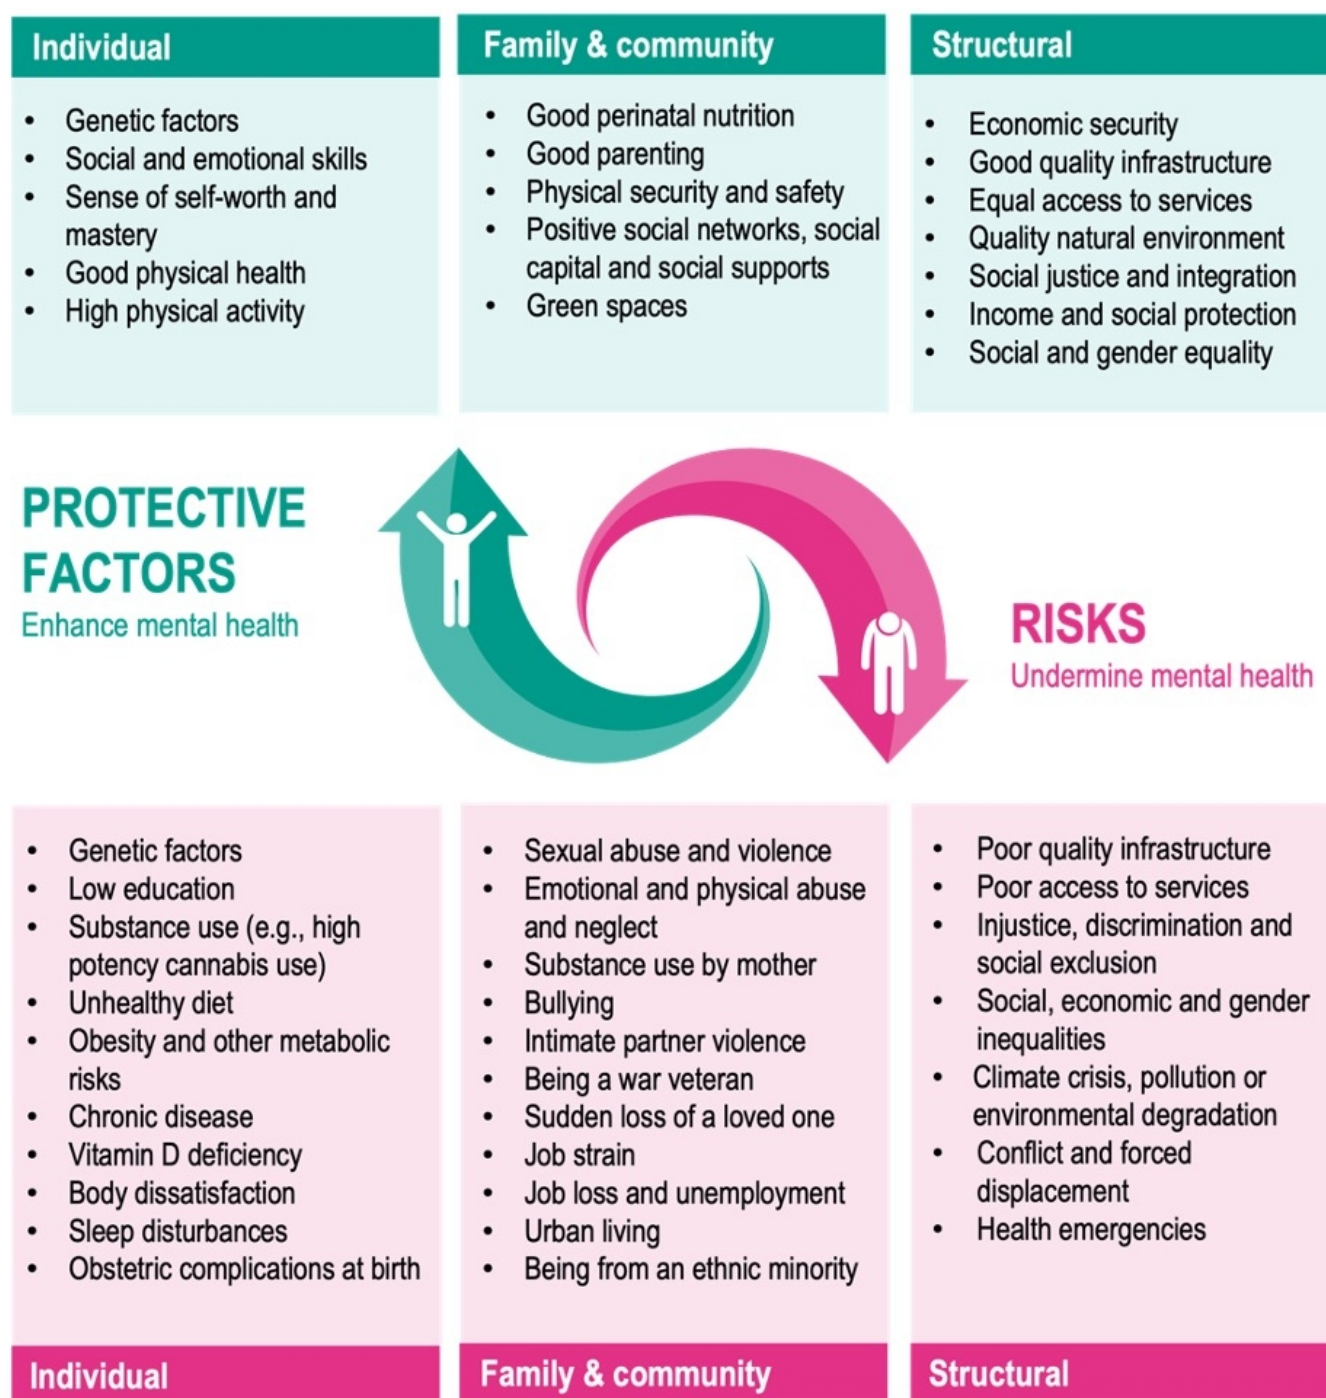 Individual
• Genetic factors
• Social and emotional skills
• Sense of self-worth and
mastery
• Good physical health
• High physical activity
Family & community
• Good perinatal nutrition
• Good parenting
• Physical security and safety
• Positive social networks, social
capital and social supports
• Green spaces
Structural
• Economic security
• Good quality infrastructure
• Equal access to services
• Quality natural environment
• Social justice and integration
• Income and social protection
• Social and gender equality
PROTECTIVE
FACTORS
Enhance mental health
RISKS
Undermine mental health
• Genetic factors
• Low education
• Substance use (e.g., high
potency cannabis use)
• Unhealthy diet
• Obesity and other metabolic
risks
• Chronic disease
• Vitamin D deficiency
• Body dissatisfaction
• Sleep disturbances
• Obstetric complications at birth
Individual
• Sexual abuse and violence
• Emotional and physical abuse
and neglect
• Substance use by mother
• Bullying
• Intimate partner violence
• Being a war veteran
• Sudden loss of a loved one
• Job strain
• Job loss and unemployment
• Urban living
• Being from an ethnic minority
Family & community
• Poor quality infrastructure
• Poor access to services
• Injustice, discrimination and
social exclusion
• Social, economic and gender
inequalities
• Climate crisis, pollution or
environmental degradation
• Conflict and forced
displacement
• Health emergencies
Structural